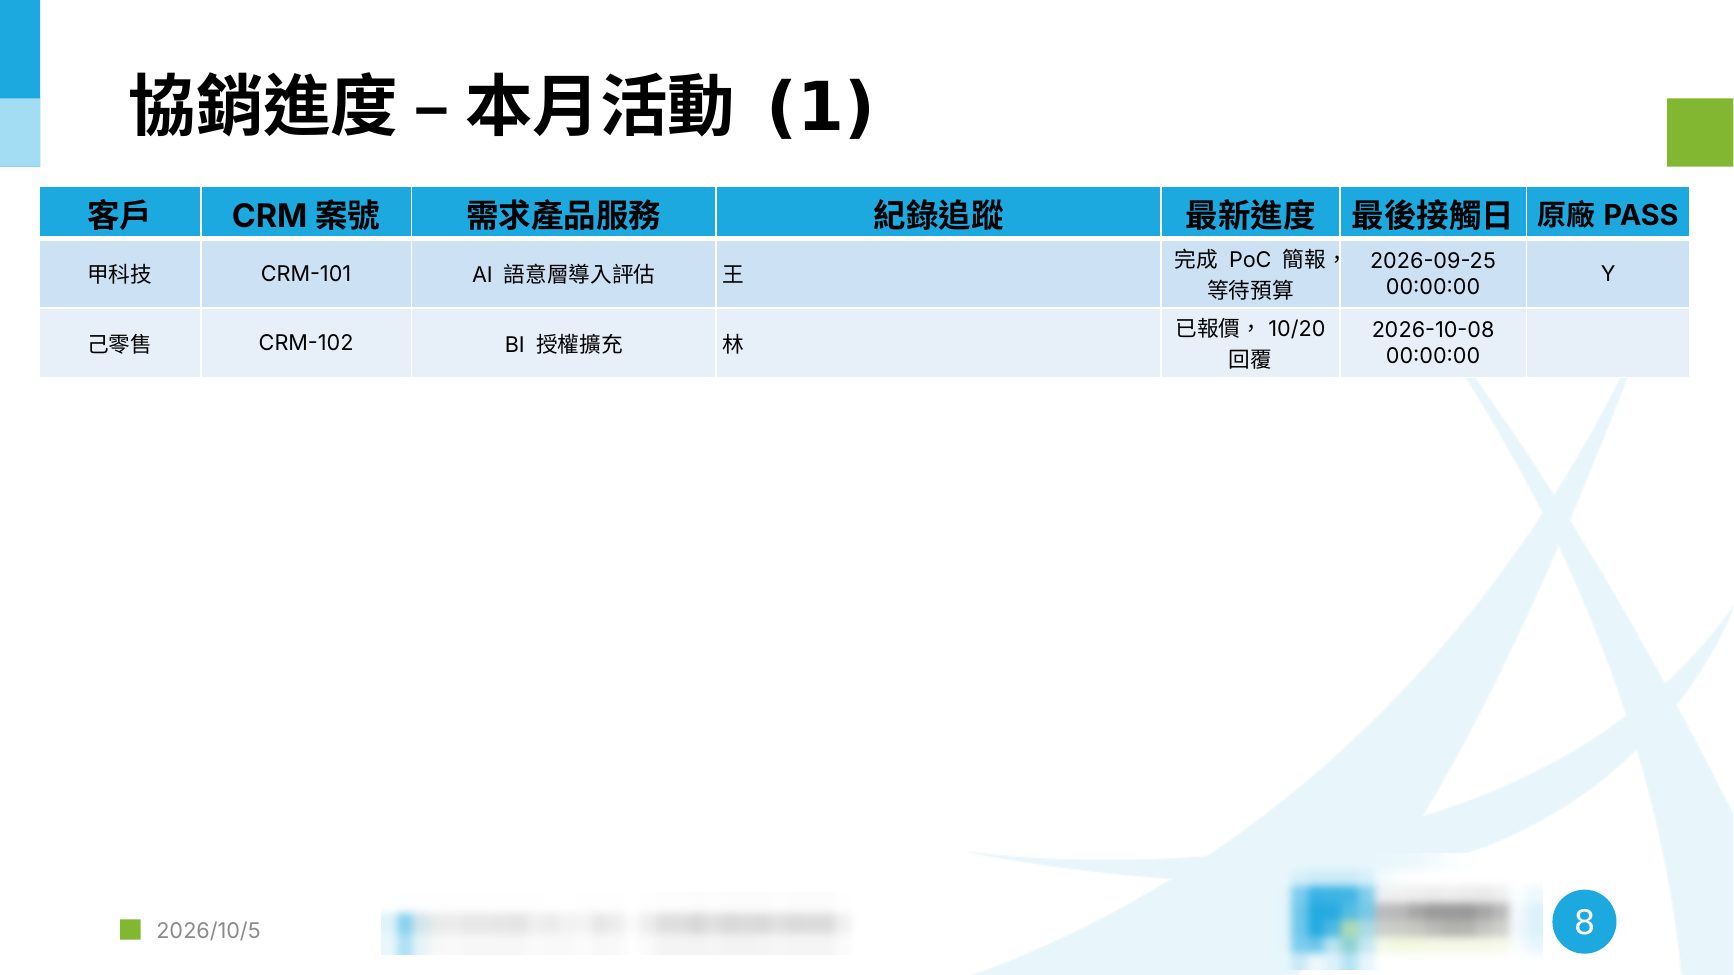 協銷進度 – 本月活動 (1)
客戶 CRM 案號 需求產品服務 紀錄追蹤 最新進度 最後接觸日 原廠 PASS
甲科技 CRM-101 AI 語意層導入評估 王 完成 PoC 簡報，等待預算 2026-09-25 00:00:00 Y
己零售 CRM-102 BI 授權擴充 林 已報價，10/20 回覆 2026-10-08 00:00:00
2026/10/5
8